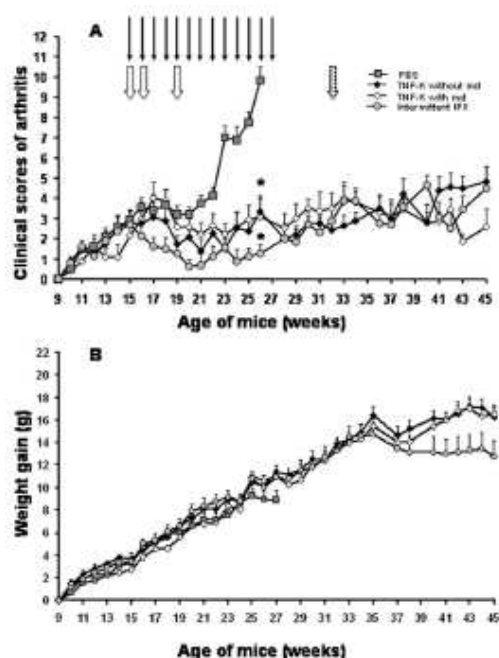 A
Clinical scores of arthritis
12
11
10
9
8
7
6
5
4
3
2
1
0
PBS
TNF-K without md
TNF-K with md
Intermittent IFX
*
*
9 11 13 15 17 19 21 23 25 27 29 31 33 35 37 39 41 43 45
Age of mice (weeks)
B
Weight gain (g)
22
20
18
16
14
12
10
8
6
4
2
0
9 11 13 15 17 19 21 23 25 27 29 31 33 35 37 39 41 43 45
Age of mice (weeks)